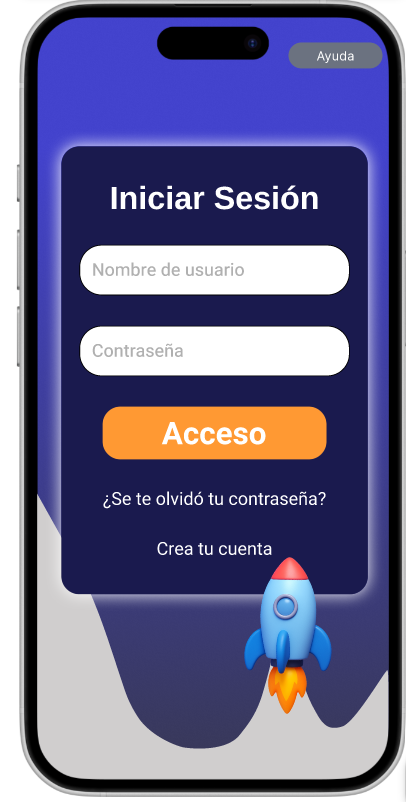 Ayuda
Iniciar Sesión
Nombre de usuario
Contraseña
Acceso
¿Se te olvidó tu contraseña?
Crea tu cuenta